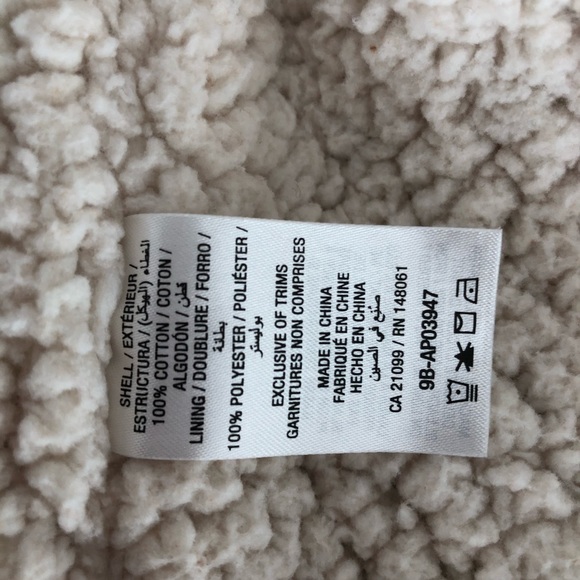 SHELL / EXTÉRIEUR /
ESTRUCTURA / (الهيكل) الغطاء /
100% COTTON / COTON /
ALGODÓN / قطن
LINING / DOUBLURE / FORRO /
بطانة
100% POLYESTER / POLIÉSTER /
بوليستر
EXCLUSIVE OF TRIMS
GARNITURES NON COMPRISES
MADE IN CHINA
FABRIQUÉ EN CHINE
HECHO EN CHINA
صنع في الصين
CA 21099 / RN 148061
9B-AP03947